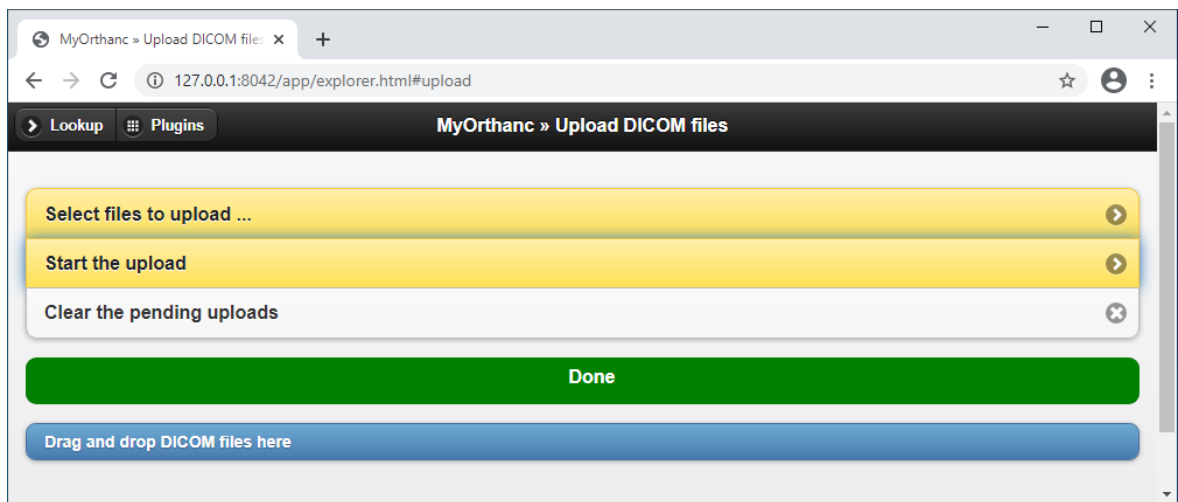 MyOrthanc » Upload DICOM file
127.0.0.1:8042/app/explorer.html#upload
Lookup Plugins MyOrthanc » Upload DICOM files
Select files to upload ...
Start the upload
Clear the pending uploads
Done
Drag and drop DICOM files here